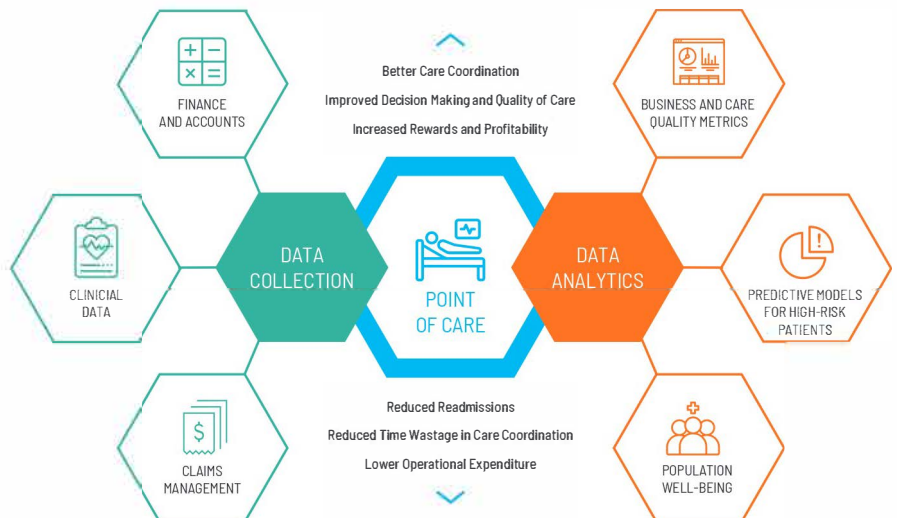 FINANCE
AND ACCOUNTS
Better Care Coordination
Improved Decision Making and Quality of Care
Increased Rewards and Profitability
BUSINESS AND CARE
QUALITY METRICS
CLINICIAL
DATA
DATA
COLLECTION
POINT
OF CARE
DATA
ANALYTICS
!
PREDICTIVE MODELS
FOR HIGH-RISK
PATIENTS
$
CLAIMS
MANAGEMENT
Reduced Readmissions
Reduced Time Wastage in Care Coordination
Lower Operational Expenditure
POPULATION
WELL-BEING